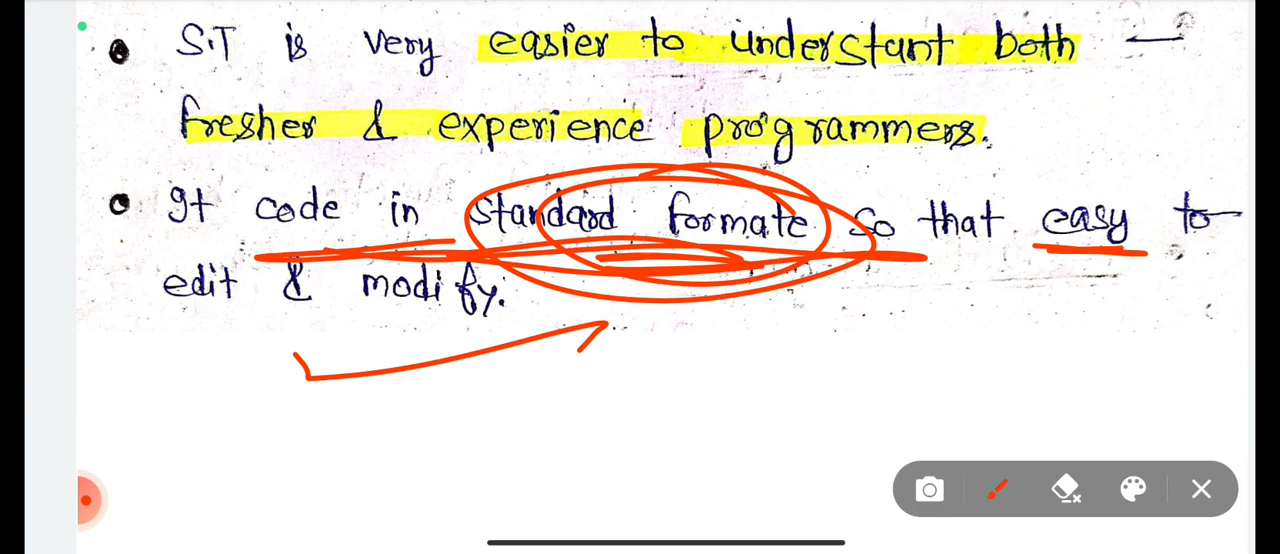 S.T is very easier to understant both -
fresher & experience programmers.
It code in standard formate so that easy to
edit & modify.